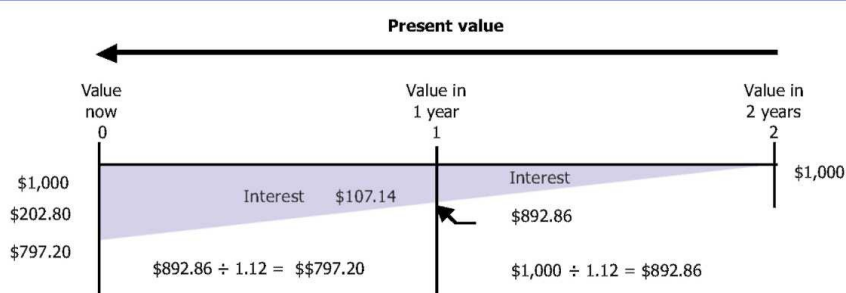 Present value
Value
now
0
Value in
1 year
1
Value in
2 years
2
$1,000
$202.80
$797.20
Interest $107.14
Interest
$892.86
$1,000
$892.86 ÷ 1.12 = $$797.20
$1,000 ÷ 1.12 = $892.86